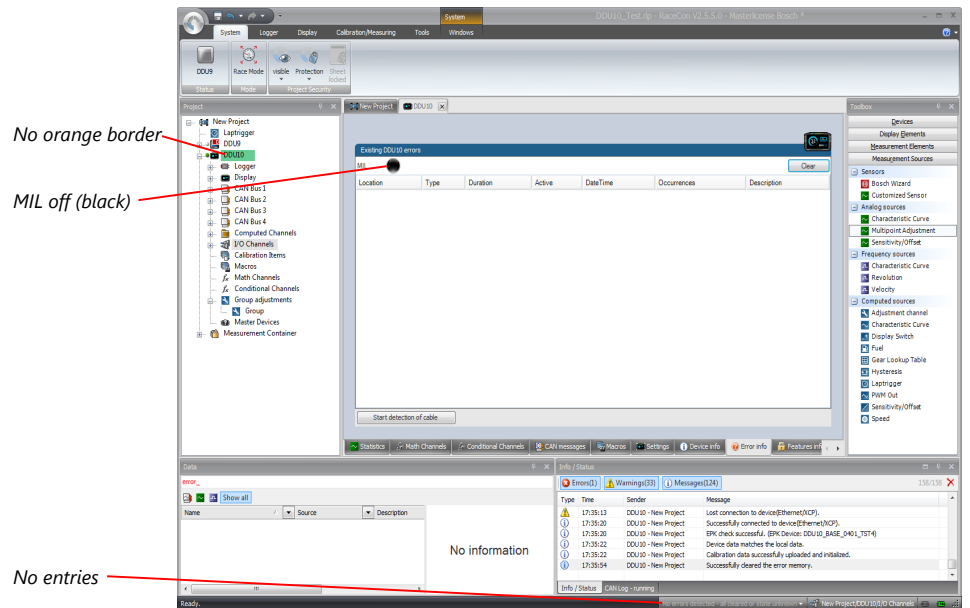 System
DDU10_Test.rp - RaceCon V2.5.5.0 - Masterlicense Bosch *
System
Logger
Display
Calibration/Measuring
Tools
Windows
DDU9
Race Mode
visible
Protection
Sheet locked
Status
Mode
Project Security
Project
New Project
Laptrigger
DDU9
DDU10
Logger
Display
CAN Bus 1
CAN Bus 2
CAN Bus 3
CAN Bus 4
Computed Channels
I/O Channels
Calibration Items
Macros
Math Channels
Conditional Channels
Group adjustments
Group
Master Devices
Measurement Container
No orange border
MIL off (black)
No entries
New Project
DDU10
Existing DDU10 errors
MIL
Clear
Location Type Duration Active DateTime Occurrences Description
Start detection of cable
Statistics
Math Channels
Conditional Channels
CAN messages
Macros
Settings
Device info
Error info
Features inf
Toolbox
Devices
Display Elements
Measurement Elements
Measurement Sources
Sensors
Bosch Wizard
Customized Sensor
Analog sources
Characteristic Curve
Multipoint Adjustment
Sensitivity/Offset
Frequency sources
Characteristic Curve
Revolution
Velocity
Computed sources
Adjustment channel
Characteristic Curve
Display Switch
Fuel
Gear Lookup Table
Hysteresis
Laptrigger
PWM Out
Sensitivity/Offset
Speed
Data
error_
Show all
Name
Source
Description
No information
Info / Status
Errors(1)
Warnings(33)
Messages(124)
158/158
Type Time Sender Message
17:35:13 DDU10 - New Project Lost connection to device(Ethernet/XCP).
17:35:20 DDU10 - New Project Successfully connected to device(Ethernet/XCP).
17:35:20 DDU10 - New Project EPK check successful. (EPK Device: DDU10_BASE_0401_TST4)
17:35:22 DDU10 - New Project Device data matches the local data.
17:35:22 DDU10 - New Project Calibration data successfully uploaded and initialized.
17:35:54 DDU10 - New Project Successfully cleared the error memory.
Info / Status
CAN Log - running
Ready.
No errors detected - all cleared or state unknown
New Project/DDU10/I/O Channels